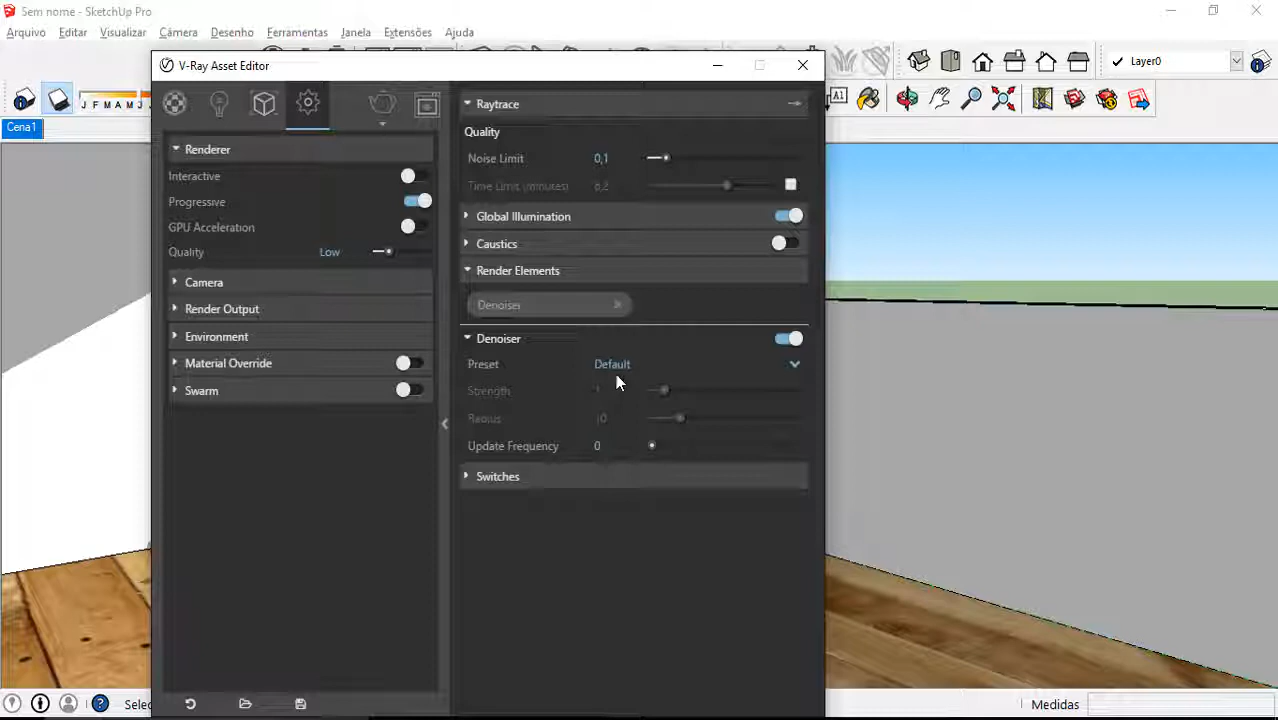 Sem nome - SketchUp Pro
Arquivo Editar Visualizar Câmera Desenho Ferramentas Janela Extensões Ajuda
V-Ray Asset Editor
Layer0
J F M A M J
A1
Cena1
Renderer
Interactive
Progressive
GPU Acceleration
Quality Low
Camera
Render Output
Environment
Material Override
Swarm
Raytrace
Quality
Noise Limit 0,1
Time Limit (minutes)
Global Illumination
Caustics
Render Elements
Denoiser
Denoiser
Preset Default
Strength
Radius
Update Frequency 0
Switches
Selec
Medidas